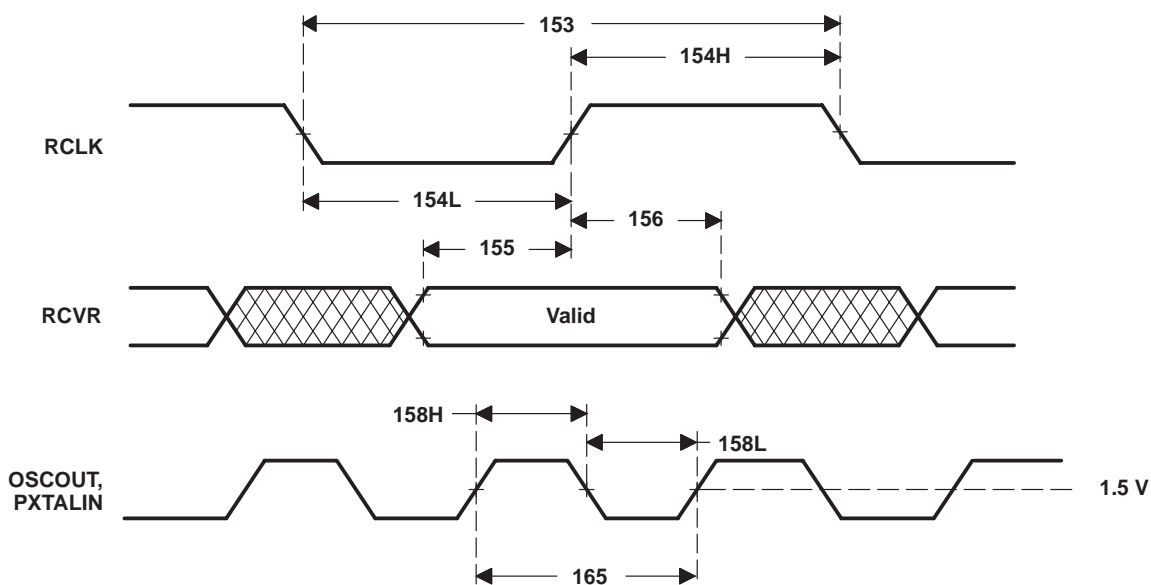 153
154H
RCLK
154L
156
155
RCVR
Valid
158H
158L
OSCOUT,
PXTALIN
1.5 V
165